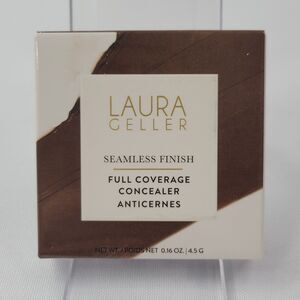 LAURA
GELLER
SEAMLESS FINISH
FULL COVERAGE
CONCEALER
ANTICERNES
NET WT. / POIDS NET 0.16 OZ. | 4.5 G